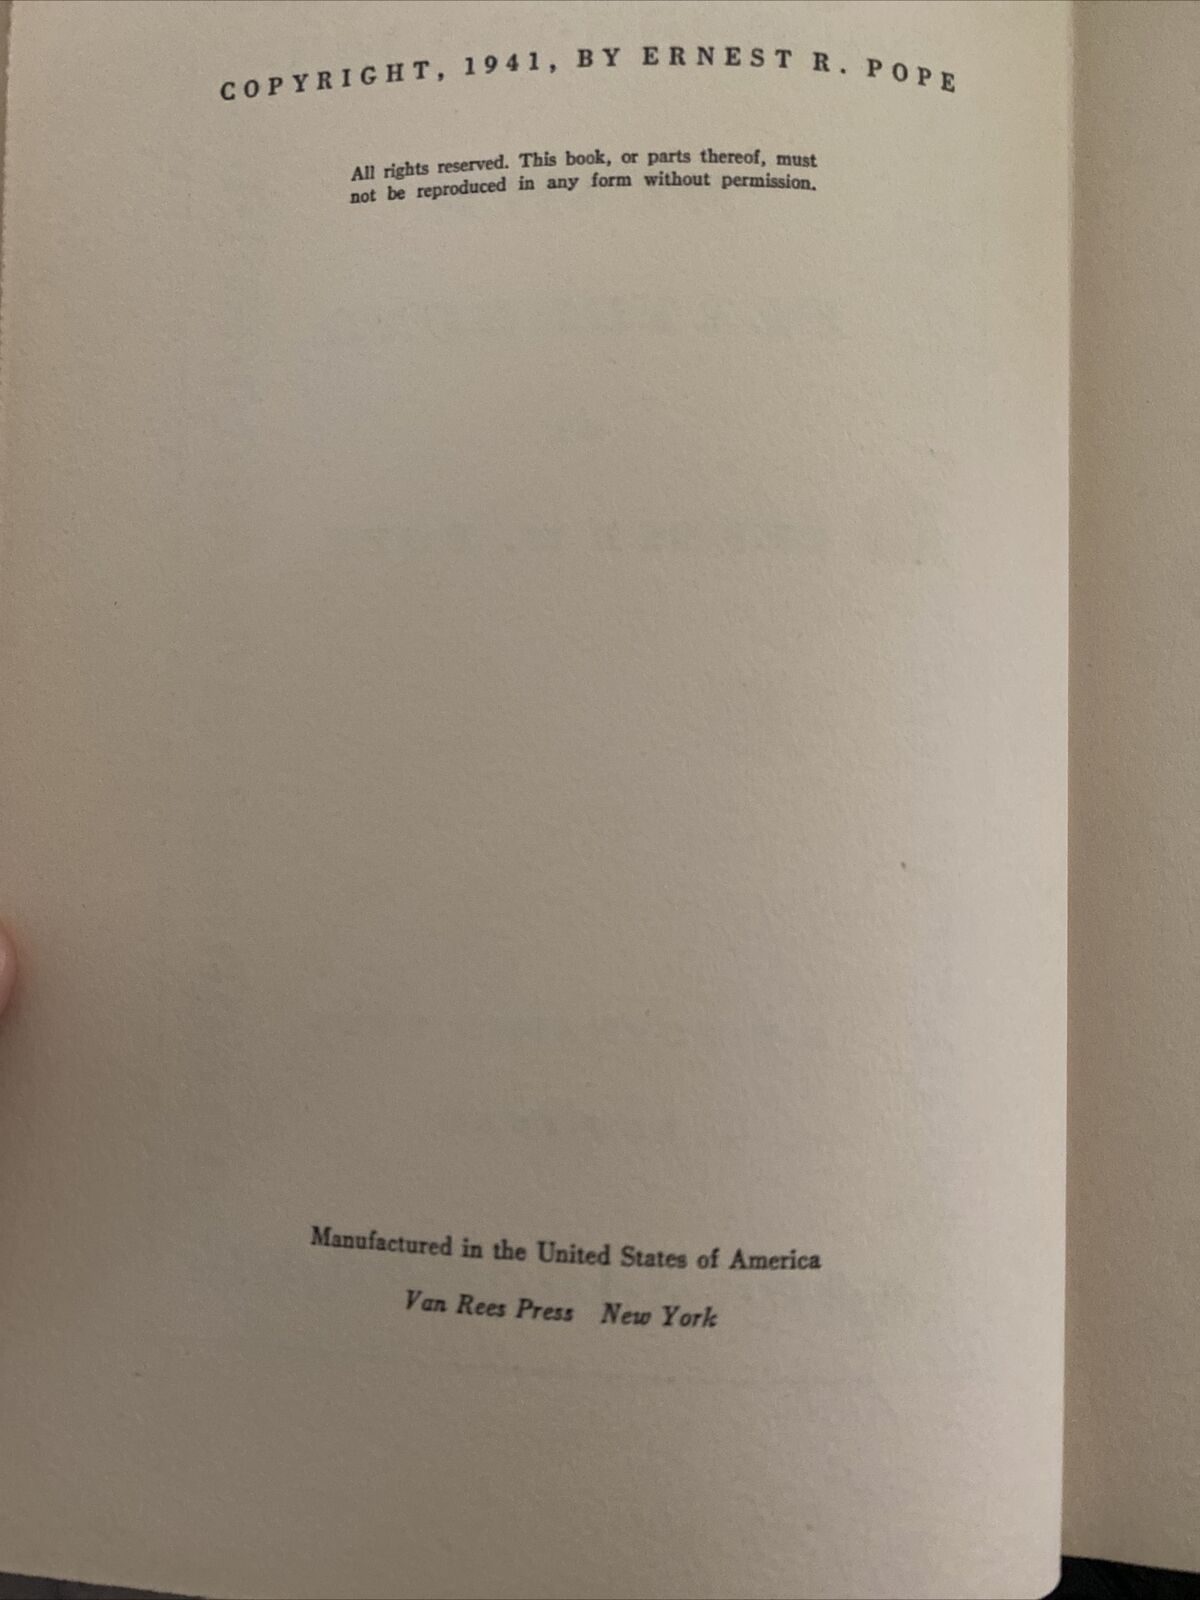 COPYRIGHT, 1941, BY ERNEST R. POPE
All rights reserved. This book, or parts thereof, must
not be reproduced in any form without permission.
Manufactured in the United States of America
Van Rees Press New York